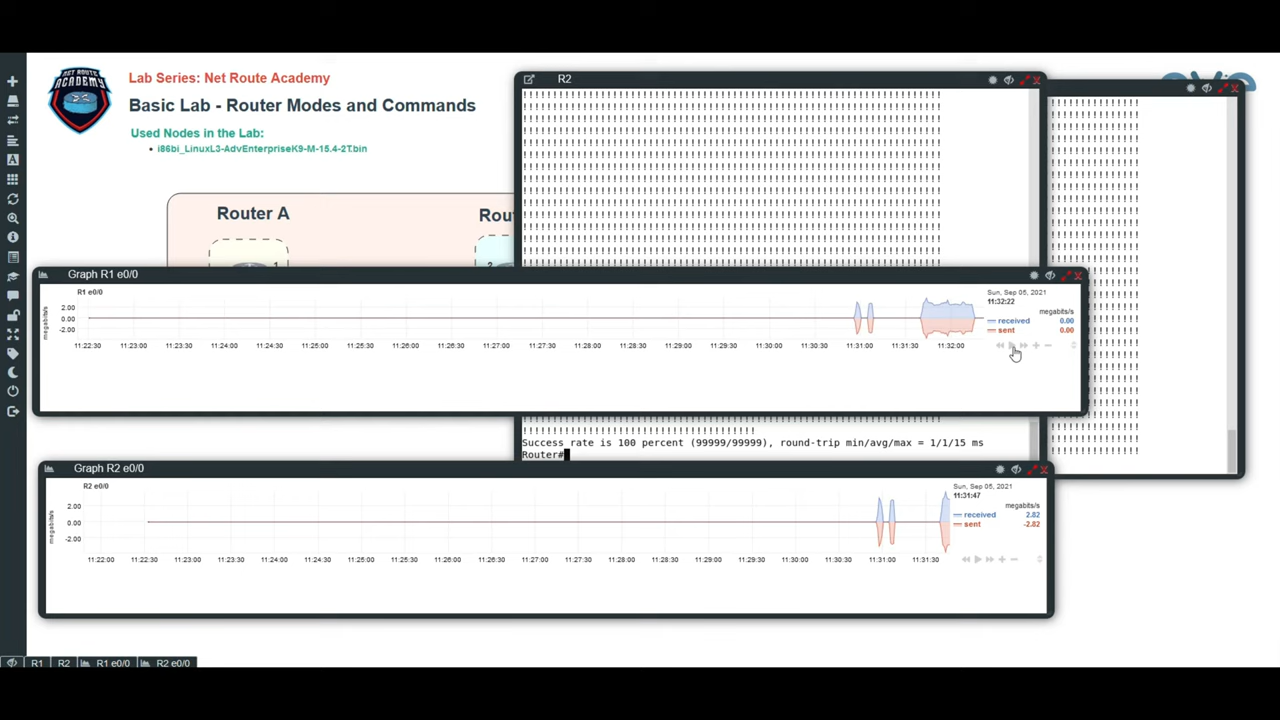 NET ROUTE
ACADEMY
Lab Series: Net Route Academy
Basic Lab - Router Modes and Commands
Used Nodes in the Lab:
• i86bi_LinuxL3-AdvEnterpriseK9-M-15.4-2T.bin
Router A
Rout
1
2
R2
Graph R1 e0/0
R1 e0/0
megabits/s
2.00
0.00
-2.00
11:22:30 11:23:00 11:23:30 11:24:00 11:24:30 11:25:00 11:25:30 11:26:00 11:26:30 11:27:00 11:27:30 11:28:00 11:28:30 11:29:00 11:29:30 11:30:00 11:30:30 11:31:00 11:31:30 11:32:00
Sun, Sep 05, 2021
11:32:22
megabits/s
received 0.00
sent 0.00
Success rate is 100 percent (99999/99999), round-trip min/avg/max = 1/1/15 ms
Router#
Graph R2 e0/0
R2 e0/0
megabits/s
2.00
0.00
-2.00
11:22:00 11:22:30 11:23:00 11:23:30 11:24:00 11:24:30 11:25:00 11:25:30 11:26:00 11:26:30 11:27:00 11:27:30 11:28:00 11:28:30 11:29:00 11:29:30 11:30:00 11:30:30 11:31:00 11:31:30
Sun, Sep 05, 2021
11:31:47
megabits/s
received 2.82
sent -2.82
R1 R2 R1 e0/0 R2 e0/0